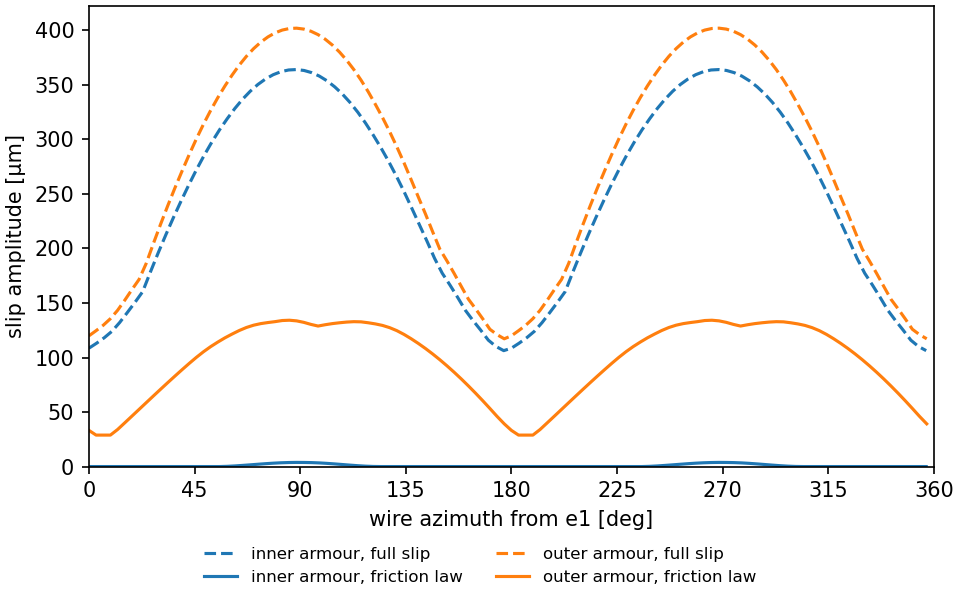 400
350
300
250
200
150
100
50
0
slip amplitude [µm]
0 45 90 135 180 225 270 315 360
wire azimuth from e1 [deg]
inner armour, full slip outer armour, full slip
inner armour, friction law outer armour, friction law